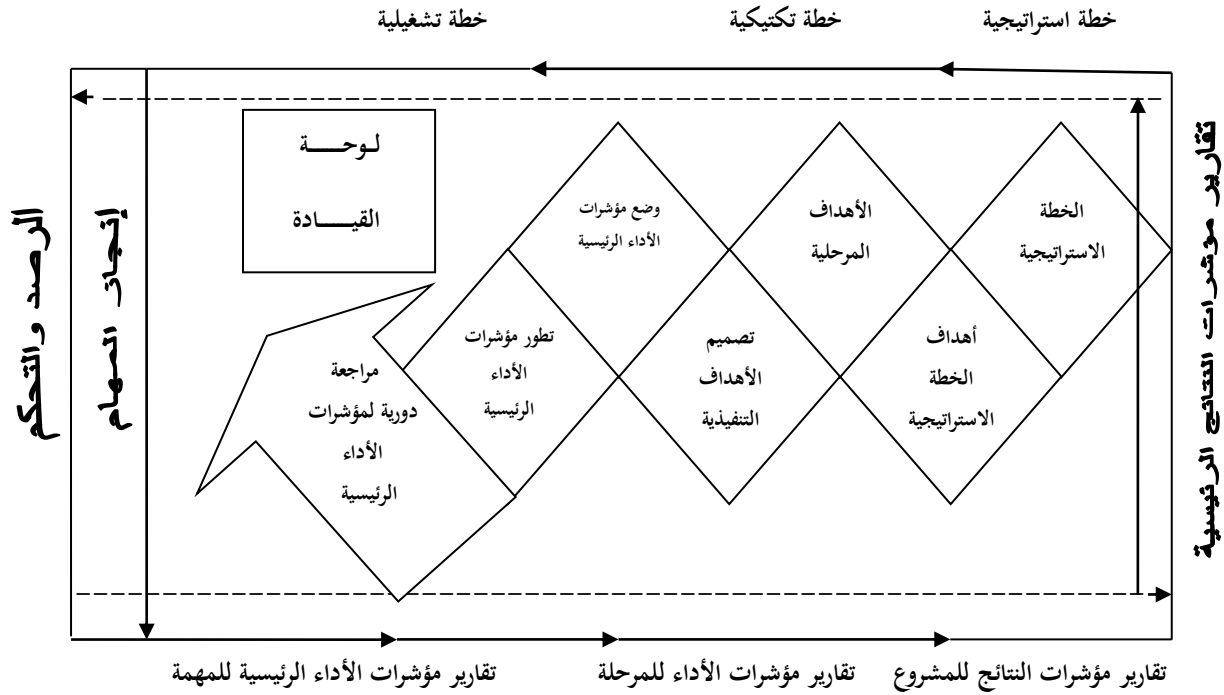 خطة استراتيجية
خطة تكتيكية
خطة تشغيلية
تقارير مؤشرات النتائج الرئيسية
الخطة
الاستراتيجية
الأهداف
المرحلية
وضع مؤشرات
الأداء الرئيسية
لـوحـــــة
القيـــــادة
أهداف
الخطة
الاستراتيجية
تصميم
الأهداف
التنفيذية
تطور مؤشرات
الأداء
الرئيسية
مراجعة
دورية لمؤشرات
الأداء
الرئيسية
إنجاز المهام
الرصد والتحكم
تقارير مؤشرات النتائج للمشروع
تقارير مؤشرات الأداء للمرحلة
تقارير مؤشرات الأداء الرئيسية للمهمة